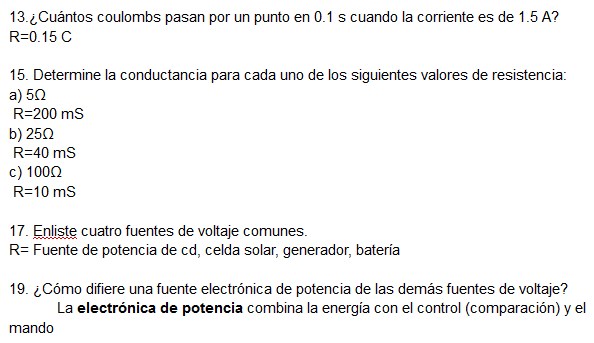 13.¿Cuántos coulombs pasan por un punto en 0.1 s cuando la corriente es de 1.5 A?
R=0.15 C
15. Determine la conductancia para cada uno de los siguientes valores de resistencia:
a) 5Ω
R=200 mS
b) 25Ω
R=40 mS
c) 100Ω
R=10 mS
17. Enliste cuatro fuentes de voltaje comunes.
R= Fuente de potencia de cd, celda solar, generador, batería
19. ¿Cómo difiere una fuente electrónica de potencia de las demás fuentes de voltaje?
La electrónica de potencia combina la energía con el control (comparación) y el
mando